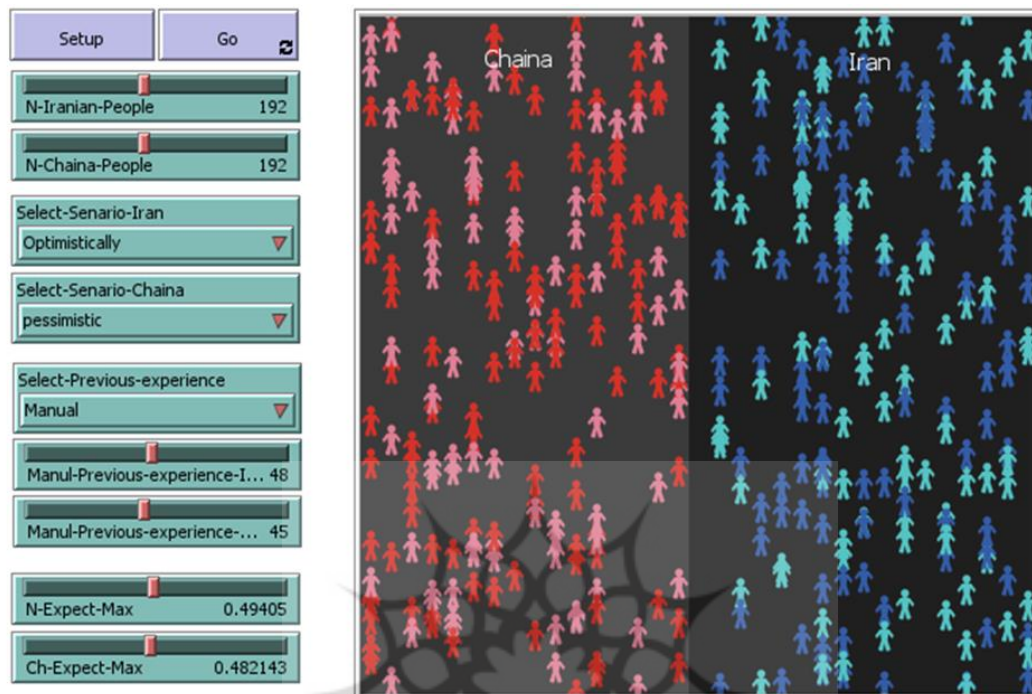 Setup
Go
N-Iranian-People 192
N-Chaina-People 192
Select-Senario-Iran
Optimistically
Select-Senario-Chaina
pessimistic
Select-Previous-experience
Manual
Manul-Previous-experience-I... 48
Manul-Previous-experience-... 45
N-Expect-Max 0.49405
Ch-Expect-Max 0.482143
Chaina
Iran